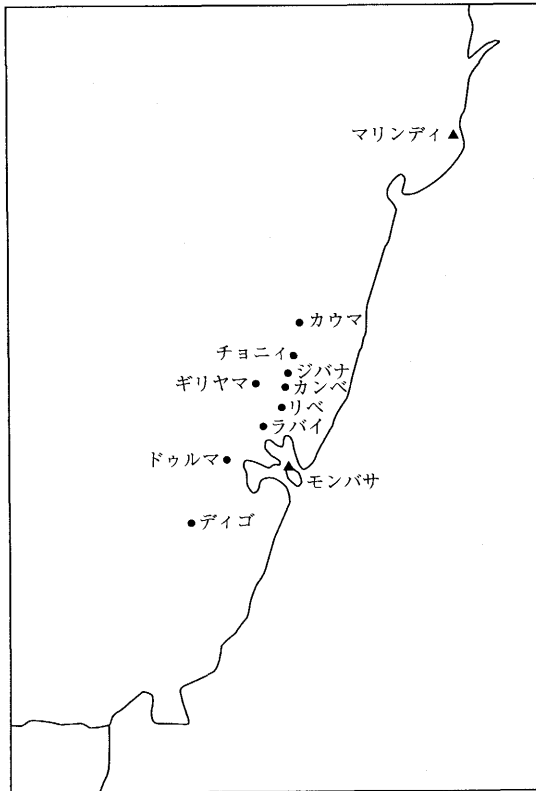 マリンディ
カウマ
チョニィ
ジバナ
ギリヤマ
カンベ
リベ
ラバイ
ドゥルマ
モンバサ
ディゴ